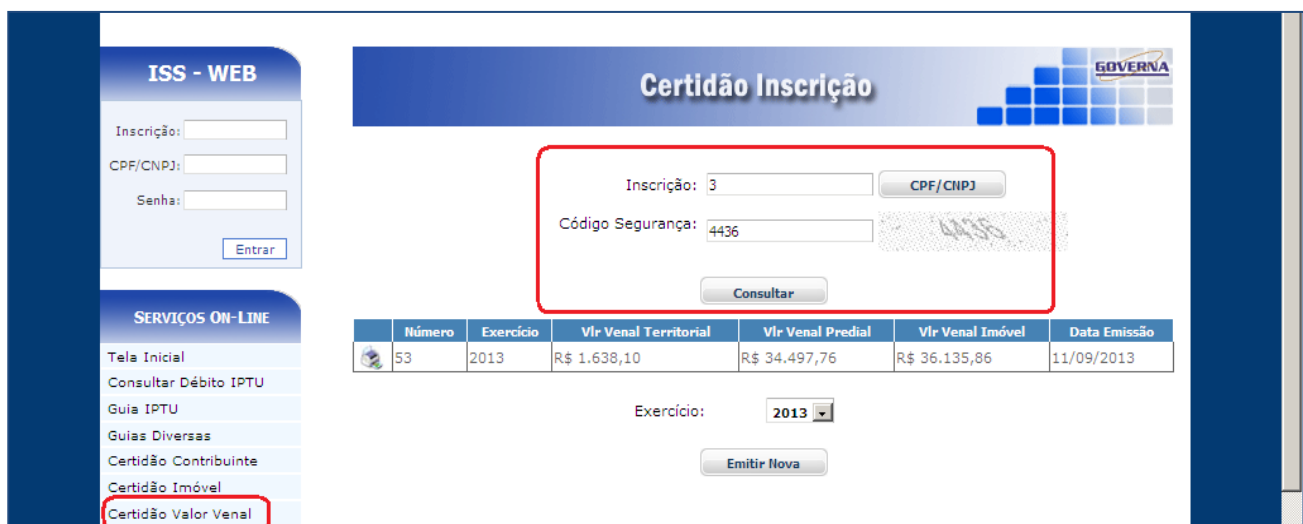 ISS - WEB
Inscrição:
CPF/CNPJ:
Senha:
Entrar
SERVIÇOS ON-LINE
Tela Inicial
Consultar Débito IPTU
Guia IPTU
Guias Diversas
Certidão Contribuinte
Certidão Imóvel
Certidão Valor Venal
Certidão Inscrição
GOVERNA
Inscrição: 3 CPF/CNPJ
Código Segurança: 4436 4436
Consultar
Número Exercício Vlr Venal Territorial Vlr Venal Predial Vlr Venal Imóvel Data Emissão
53 2013 R$ 1.638,10 R$ 34.497,76 R$ 36.135,86 11/09/2013
Exercício: 2013
Emitir Nova